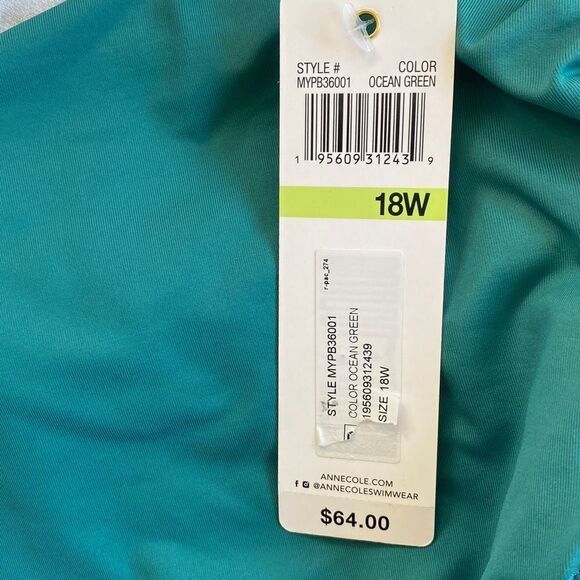 STYLE # COLOR
MYPB36001 OCEAN GREEN
1 95609 31243 9
18W
r-pac_274
STYLE MYPB36001
COLOR OCEAN GREEN
195609312439
SIZE 18W
ANNECOLE.COM
@ANNECOLESWIMWEAR
$64.00